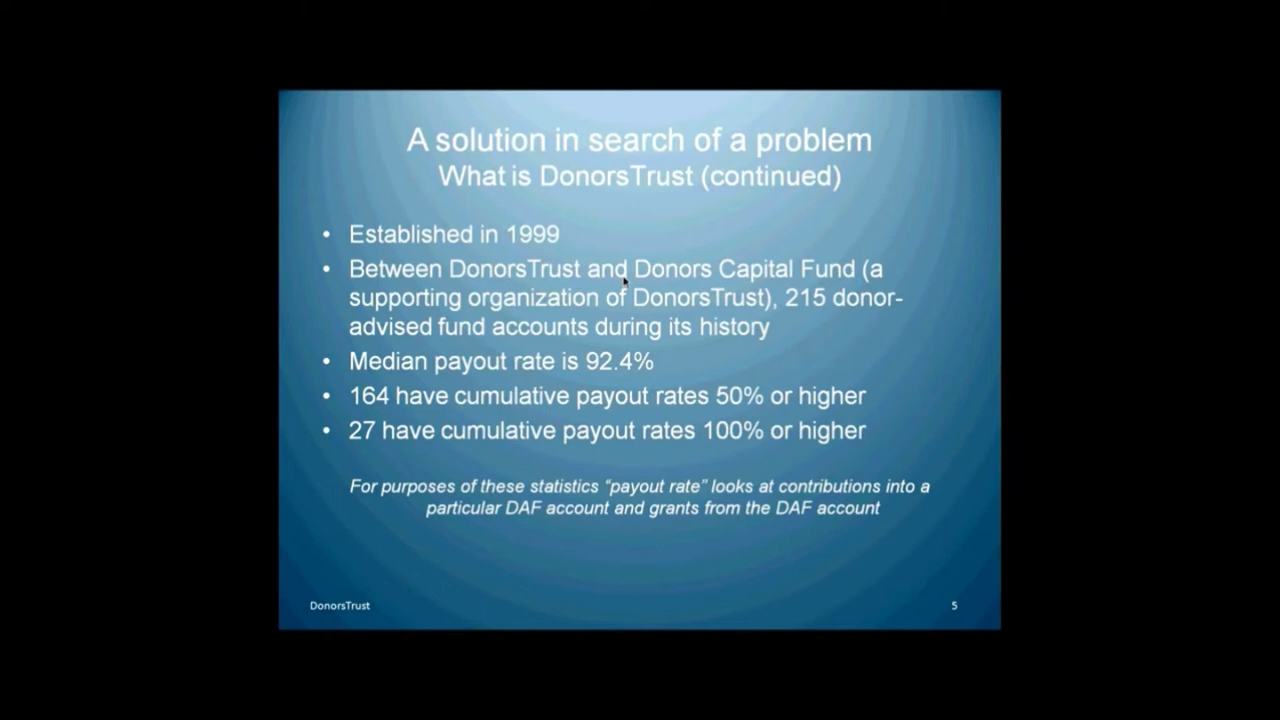 A solution in search of a problem
What is DonorsTrust (continued)
• Established in 1999
• Between DonorsTrust and Donors Capital Fund (a
supporting organization of DonorsTrust), 215 donor-
advised fund accounts during its history
• Median payout rate is 92.4%
• 164 have cumulative payout rates 50% or higher
• 27 have cumulative payout rates 100% or higher
For purposes of these statistics “payout rate” looks at contributions into a
particular DAF account and grants from the DAF account
DonorsTrust
5